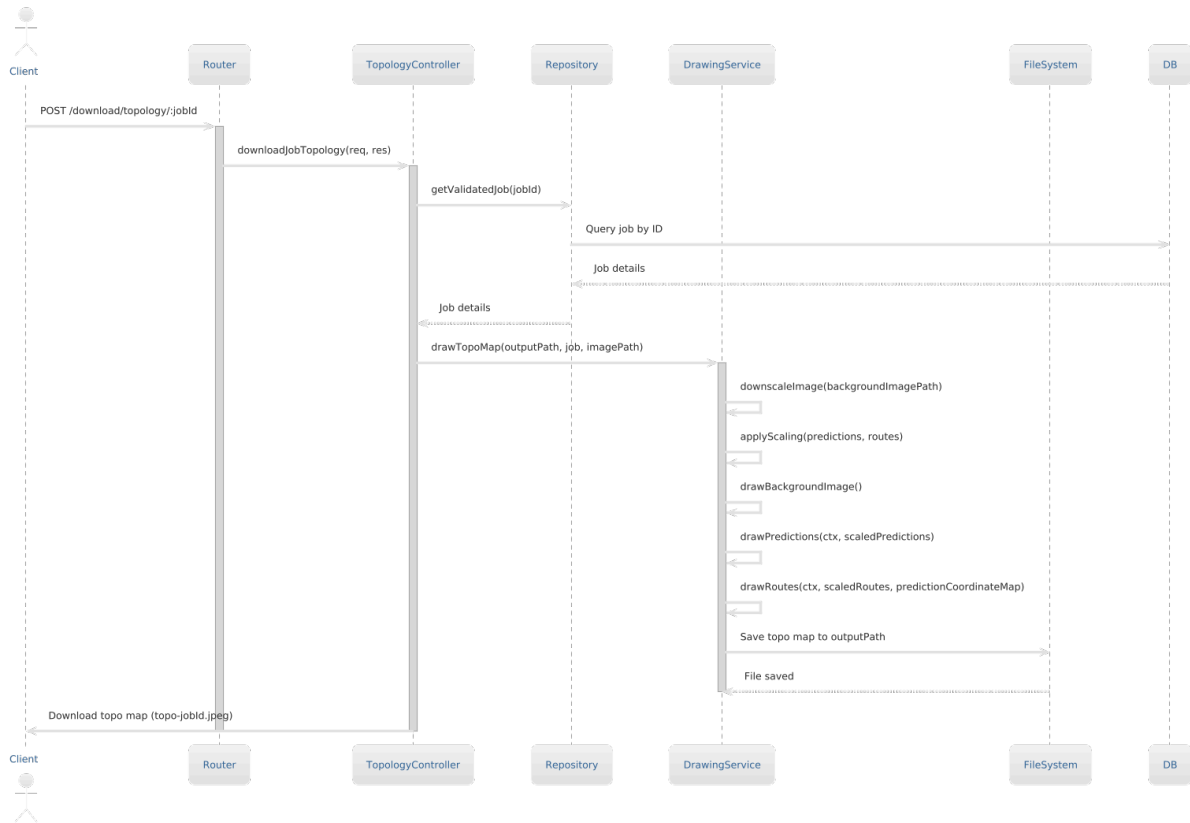 Client
Router
TopologyController
Repository
DrawingService
FileSystem
DB
POST /download/topology/:jobId
downloadJobTopology(req, res)
getValidatedJob(jobId)
Query job by ID
Job details
Job details
drawTopoMap(outputPath, job, imagePath)
downscaleImage(backgroundImagePath)
applyScaling(predictions, routes)
drawBackgroundImage()
drawPredictions(ctx, scaledPredictions)
drawRoutes(ctx, scaledRoutes, predictionCoordinateMap)
Save topo map to outputPath
File saved
Download topo map (topo-jobId.jpeg)
Client
Router
TopologyController
Repository
DrawingService
FileSystem
DB